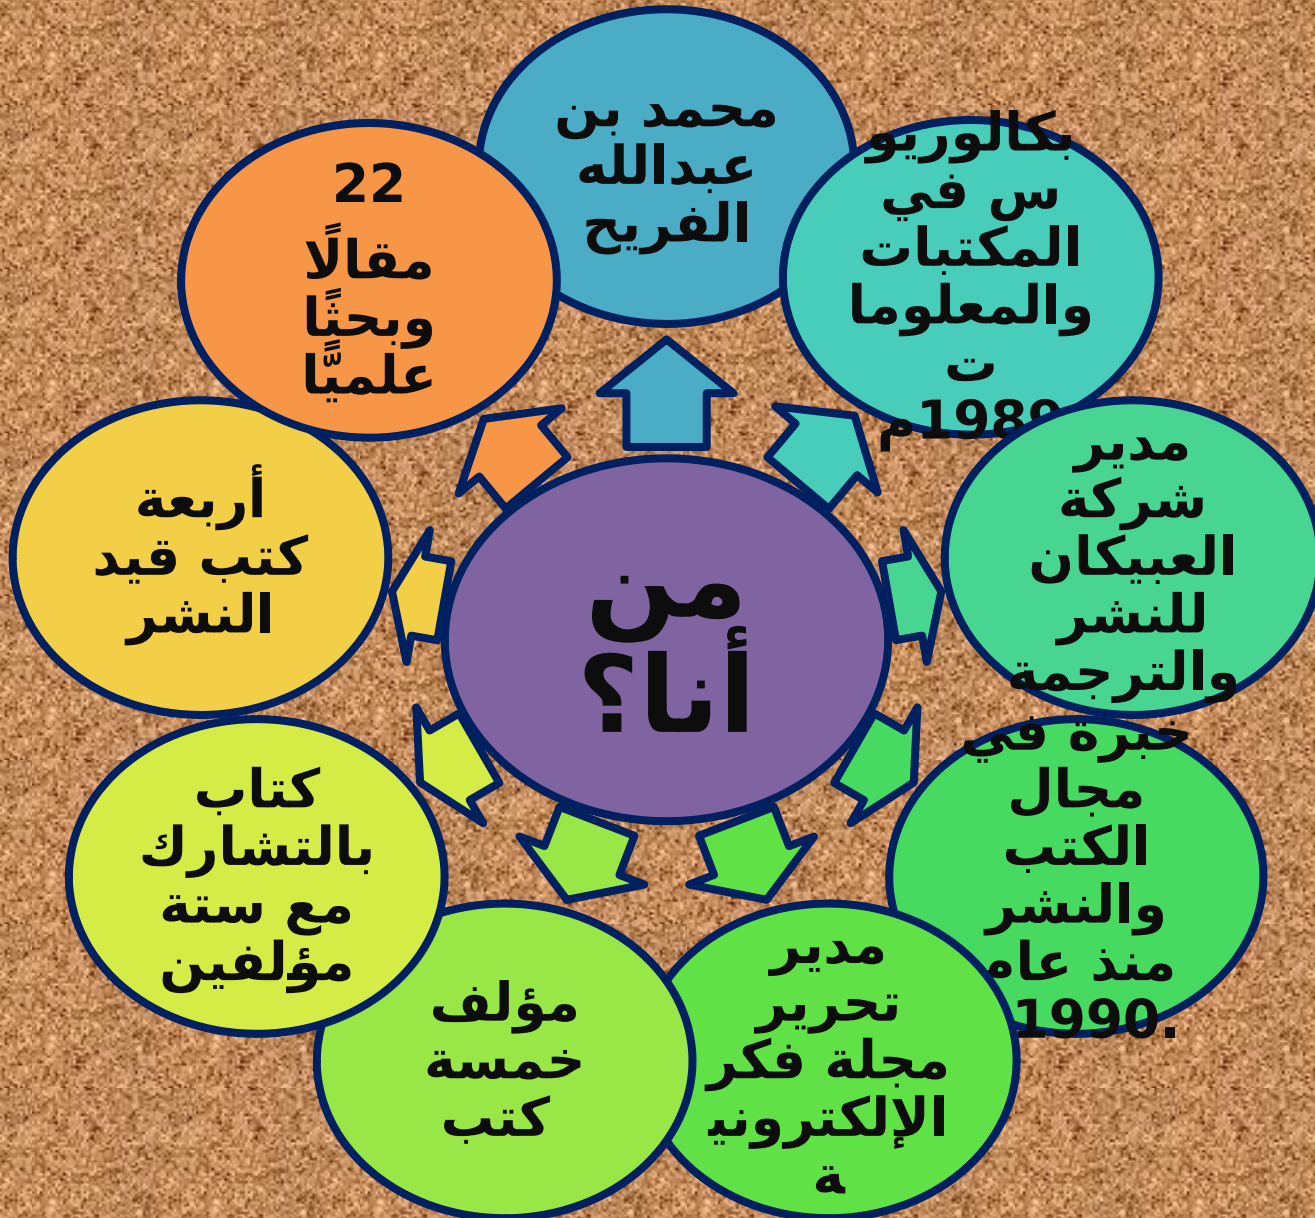 من
أنا؟
محمد بن
عبدالله
الفريح
بكالوريو
س في
المكتبات
والمعلوما
ت
1989م
مدير
شركة
العبيكان
للنشر
والترجمة
خبرة في
مجال
الكتب
والنشر
منذ عام
1990.
مدير
تحرير
مجلة فكر
الإلكتروني
ة
مؤلف
خمسة
كتب
كتاب
بالتشارك
مع ستة
مؤلفين
أربعة
كتب قيد
النشر
22
مقالًا
وبحثًا
علميًّا